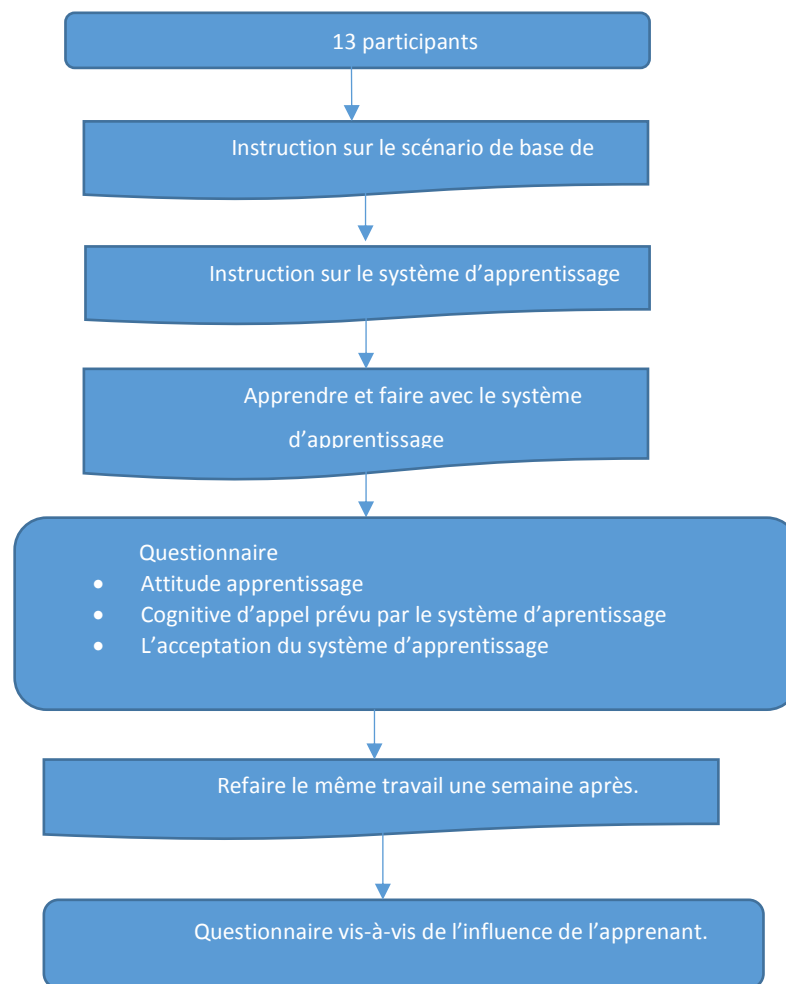 13 participants
Instruction sur le scénario de base de
Instruction sur le système d’apprentissage
Apprendre et faire avec le système
d’apprentissage
Questionnaire
• Attitude apprentissage
• Cognitive d’appel prévu par le système d’aprentissage
• L’acceptation du système d’apprentissage
Refaire le même travail une semaine après.
Questionnaire vis-à-vis de l’influence de l’apprenant.